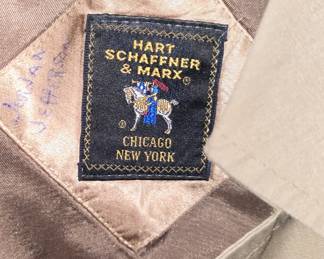 HART
SCHAFFNER
& MARX®
®
CHICAGO
NEW YORK